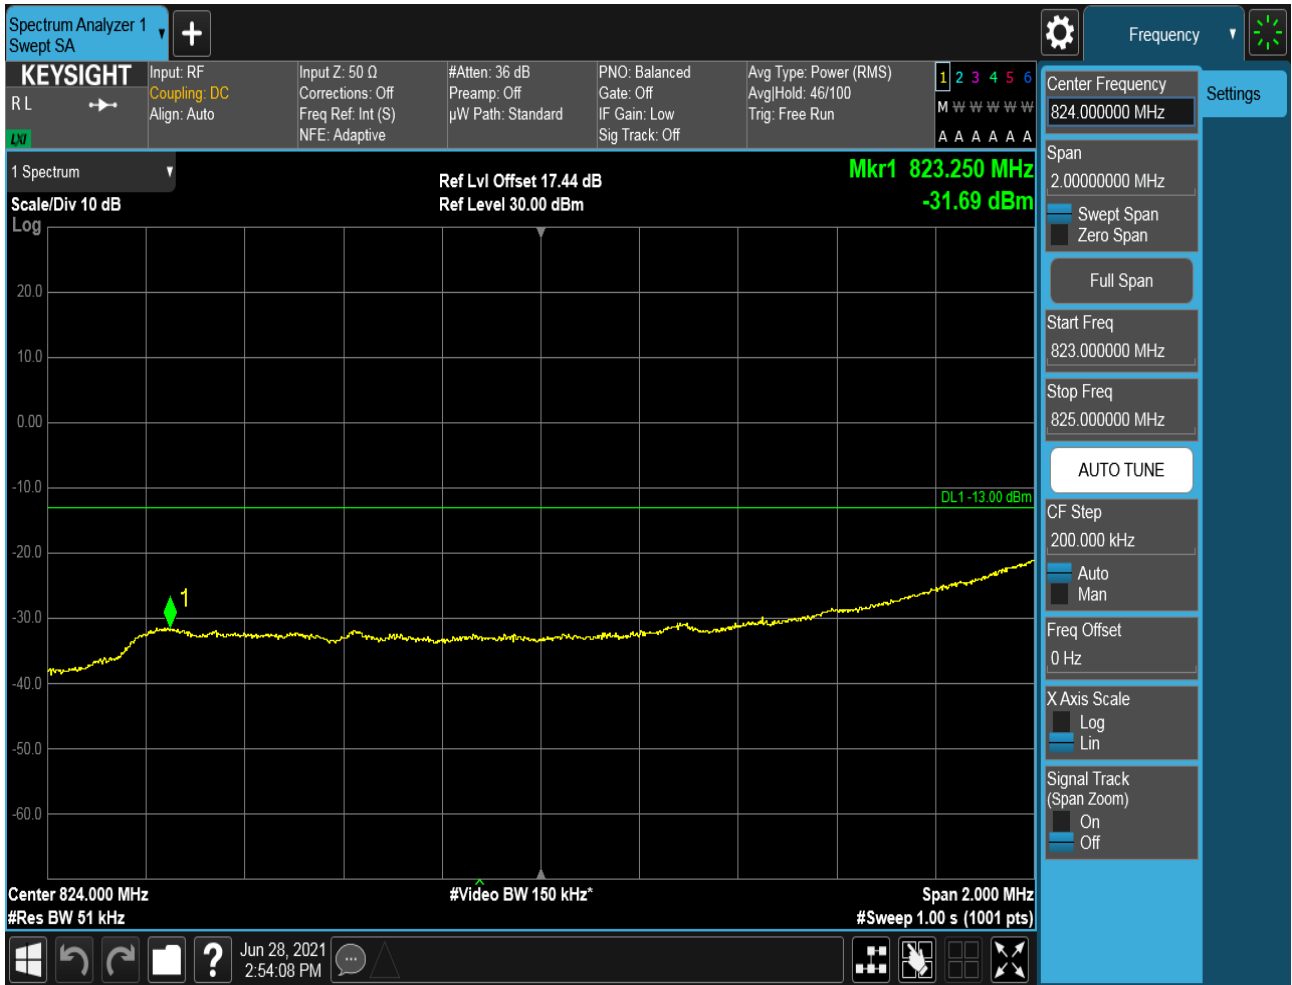 Spectrum Analyzer 1
Swept SA
Frequency
KEYSIGHT
R L
LXI
Input: RF
Coupling: DC
Align: Auto
Input Z: 50 Ω
Corrections: Off
Freq Ref: Int (S)
NFE: Adaptive
#Atten: 36 dB
Preamp: Off
µW Path: Standard
PNO: Balanced
Gate: Off
IF Gain: Low
Sig Track: Off
Avg Type: Power (RMS)
Avg|Hold: 46/100
Trig: Free Run
1 2 3 4 5 6
M W W W W W
A A A A A A
1 Spectrum
Scale/Div 10 dB
Log
Ref Lvl Offset 17.44 dB
Ref Level 30.00 dBm
Mkr1 823.250 MHz
-31.69 dBm
20.0
10.0
0.00
-10.0
DL1 -13.00 dBm
-20.0
1
-30.0
-40.0
-50.0
-60.0
Center 824.000 MHz
#Res BW 51 kHz
#Video BW 150 kHz*
Span 2.000 MHz
#Sweep 1.00 s (1001 pts)
Jun 28, 2021
2:54:08 PM
Center Frequency
824.000000 MHz
Settings
Span
2.00000000 MHz
Swept Span
Zero Span
Full Span
Start Freq
823.000000 MHz
Stop Freq
825.000000 MHz
AUTO TUNE
CF Step
200.000 kHz
Auto
Man
Freq Offset
0 Hz
X Axis Scale
Log
Lin
Signal Track
(Span Zoom)
On
Off